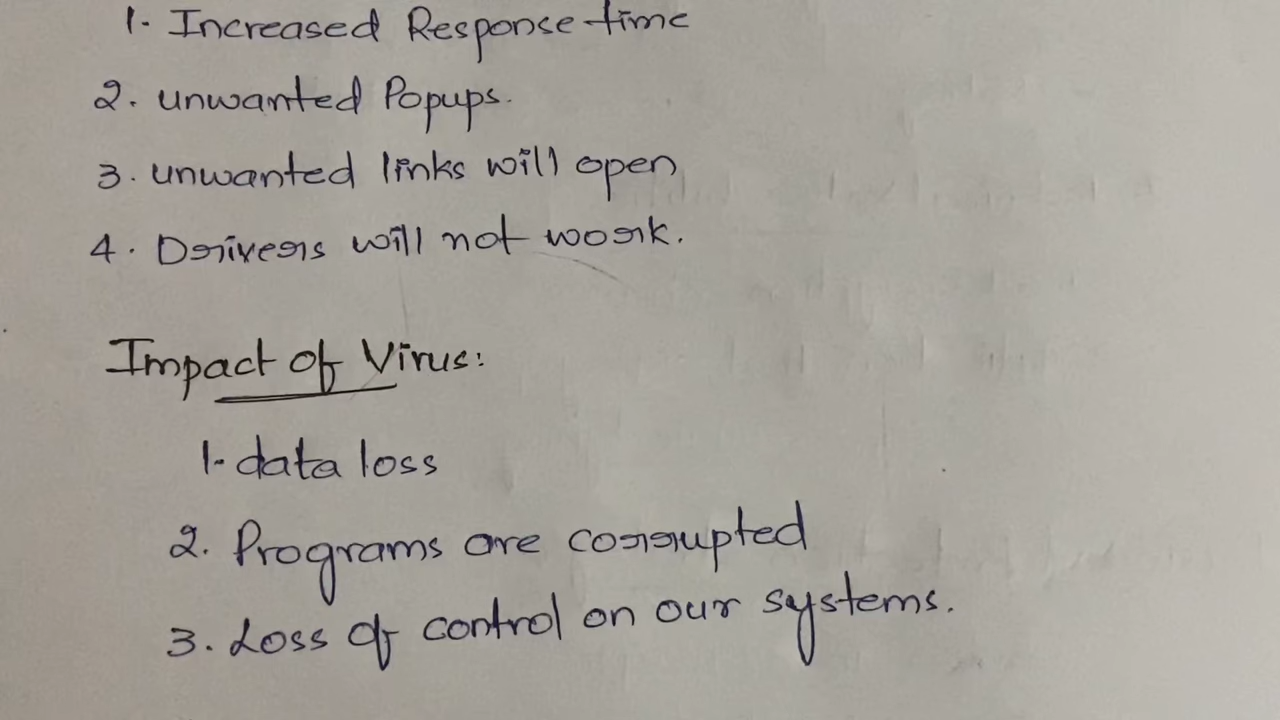 1. Increased Response time
2. unwanted Popups.
3. unwanted links will open
4. Drivers will not work.
Impact of Virus:
1. data loss
2. Programs are corrupted
3. Loss of control on our systems.